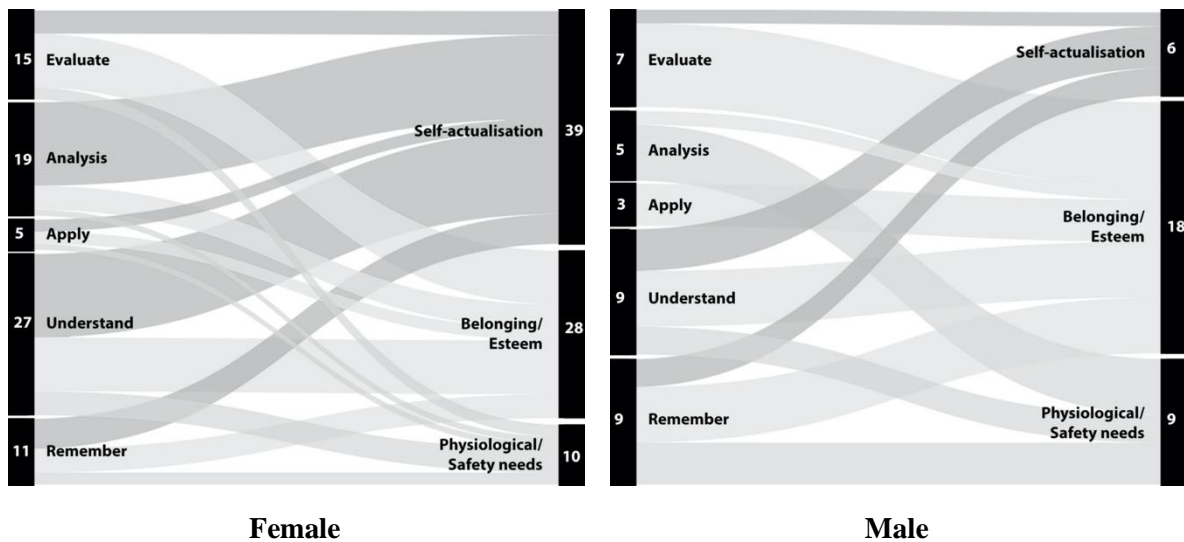 15 Evaluate
19 Analysis
5 Apply
27 Understand
11 Remember
Self-actualisation 39
Belonging/
Esteem 28
Physiological/
Safety needs 10
Female
7 Evaluate
5 Analysis
3 Apply
9 Understand
9 Remember
Self-actualisation 6
Belonging/
Esteem 18
Physiological/
Safety needs 9
Male